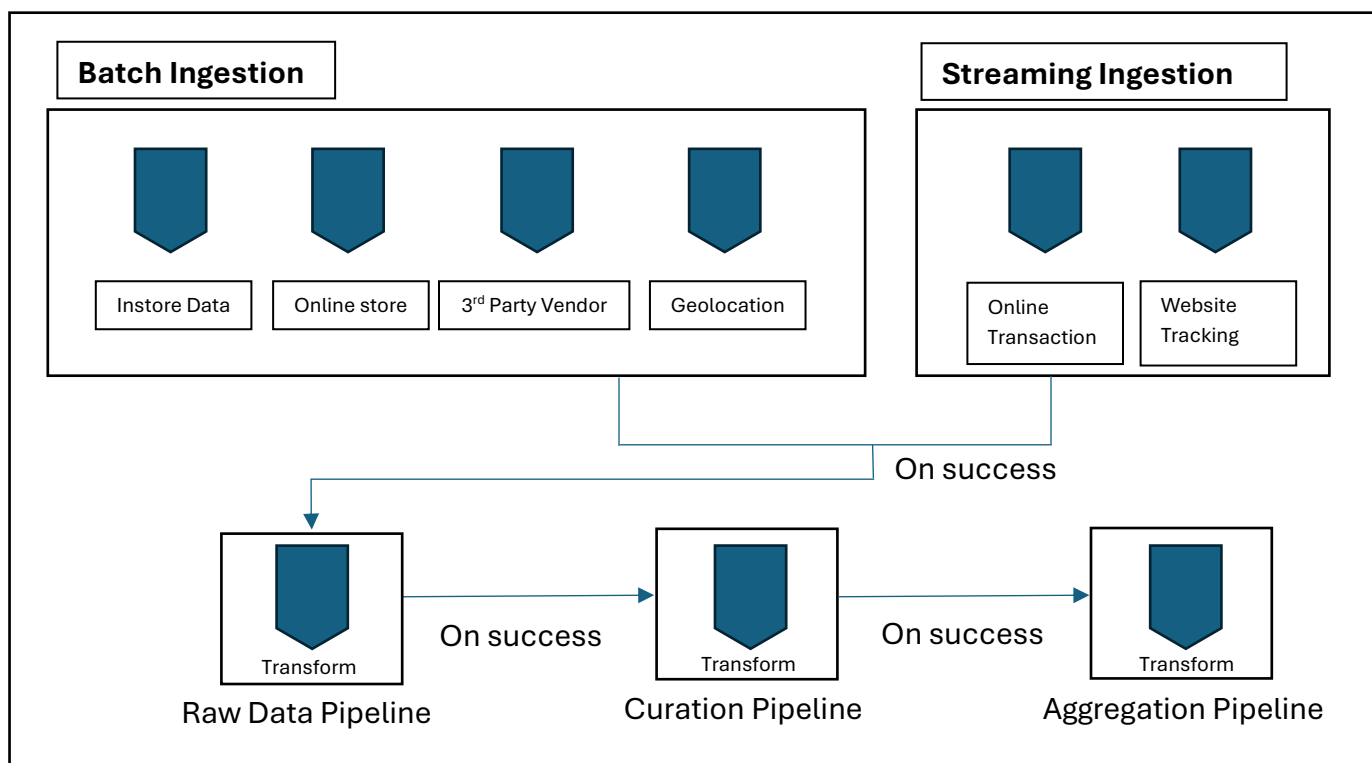 Batch Ingestion
Streaming Ingestion
Instore Data
Online store
3rd Party Vendor
Geolocation
Online
Transaction
Website
Tracking
On success
Transform
On success
Transform
On success
Transform
Raw Data Pipeline
Curation Pipeline
Aggregation Pipeline